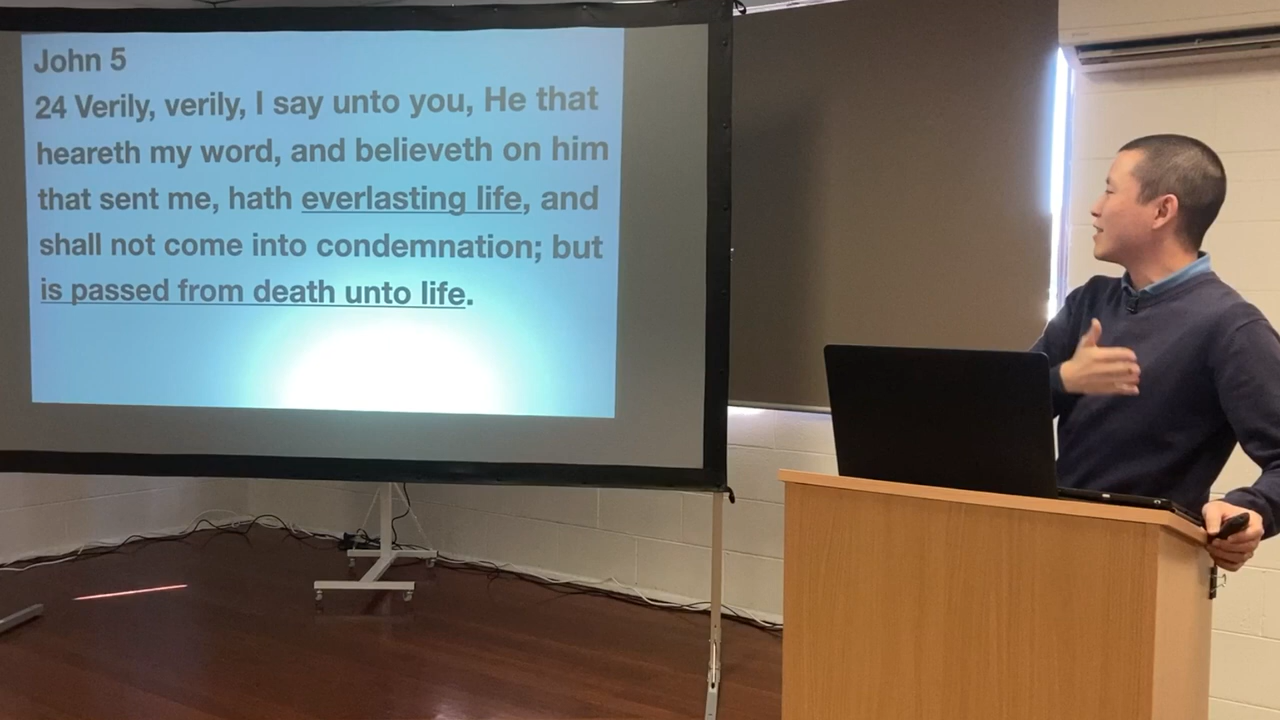 John 5
24 Verily, verily, I say unto you, He that
heareth my word, and believeth on him
that sent me, hath everlasting life, and
shall not come into condemnation; but
is passed from death unto life.